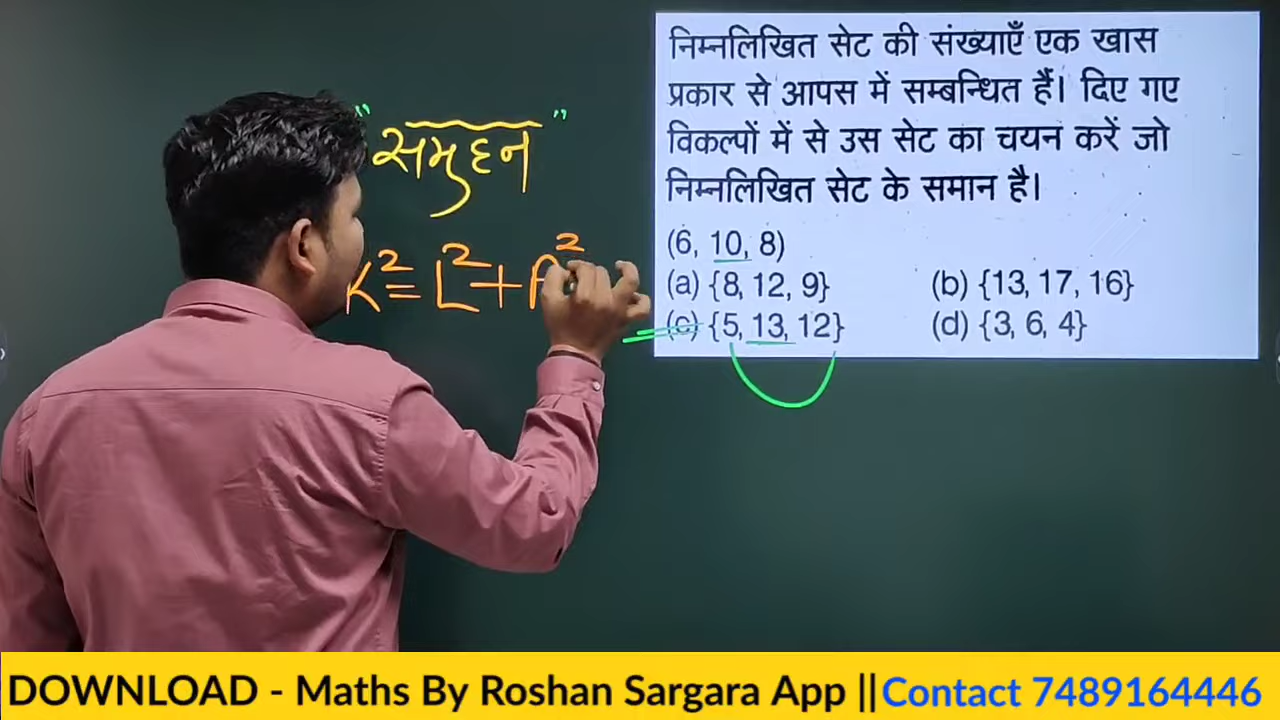 "समुहन"
K² = L² +
निम्नलिखित सेट की संख्याएँ एक खास
प्रकार से आपस में सम्बन्धित हैं। दिए गए
विकल्पों में से उस सेट का चयन करें जो
निम्नलिखित सेट के समान है।
(6, 10, 8)
(a) {8, 12, 9} (b) {13, 17, 16}
(c) {5, 13, 12} (d) {3, 6, 4}
DOWNLOAD - Maths By Roshan Sargara App || Contact 7489164446